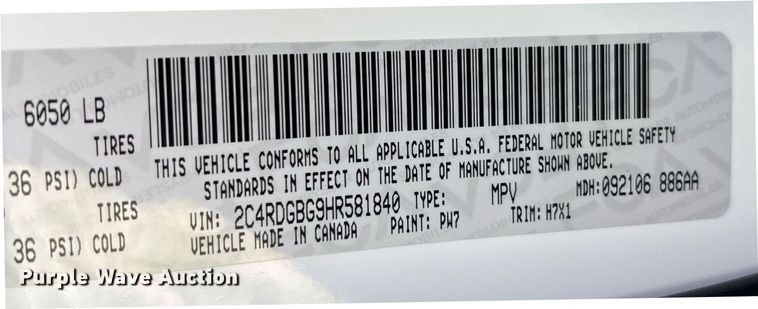 6050 LB
TIRES
36 PSI) COLD
TIRES
36 PSI) COLD
THIS VEHICLE CONFORMS TO ALL APPLICABLE U.S.A. FEDERAL MOTOR VEHICLE SAFETY
STANDARDS IN EFFECT ON THE DATE OF MANUFACTURE SHOWN ABOVE.
VIN: 2C4RDGBG9HR581840 TYPE: MPV MDH:092106 886AA
VEHICLE MADE IN CANADA PAINT: PW7 TRIM: H7X1
Purple Wave Auction